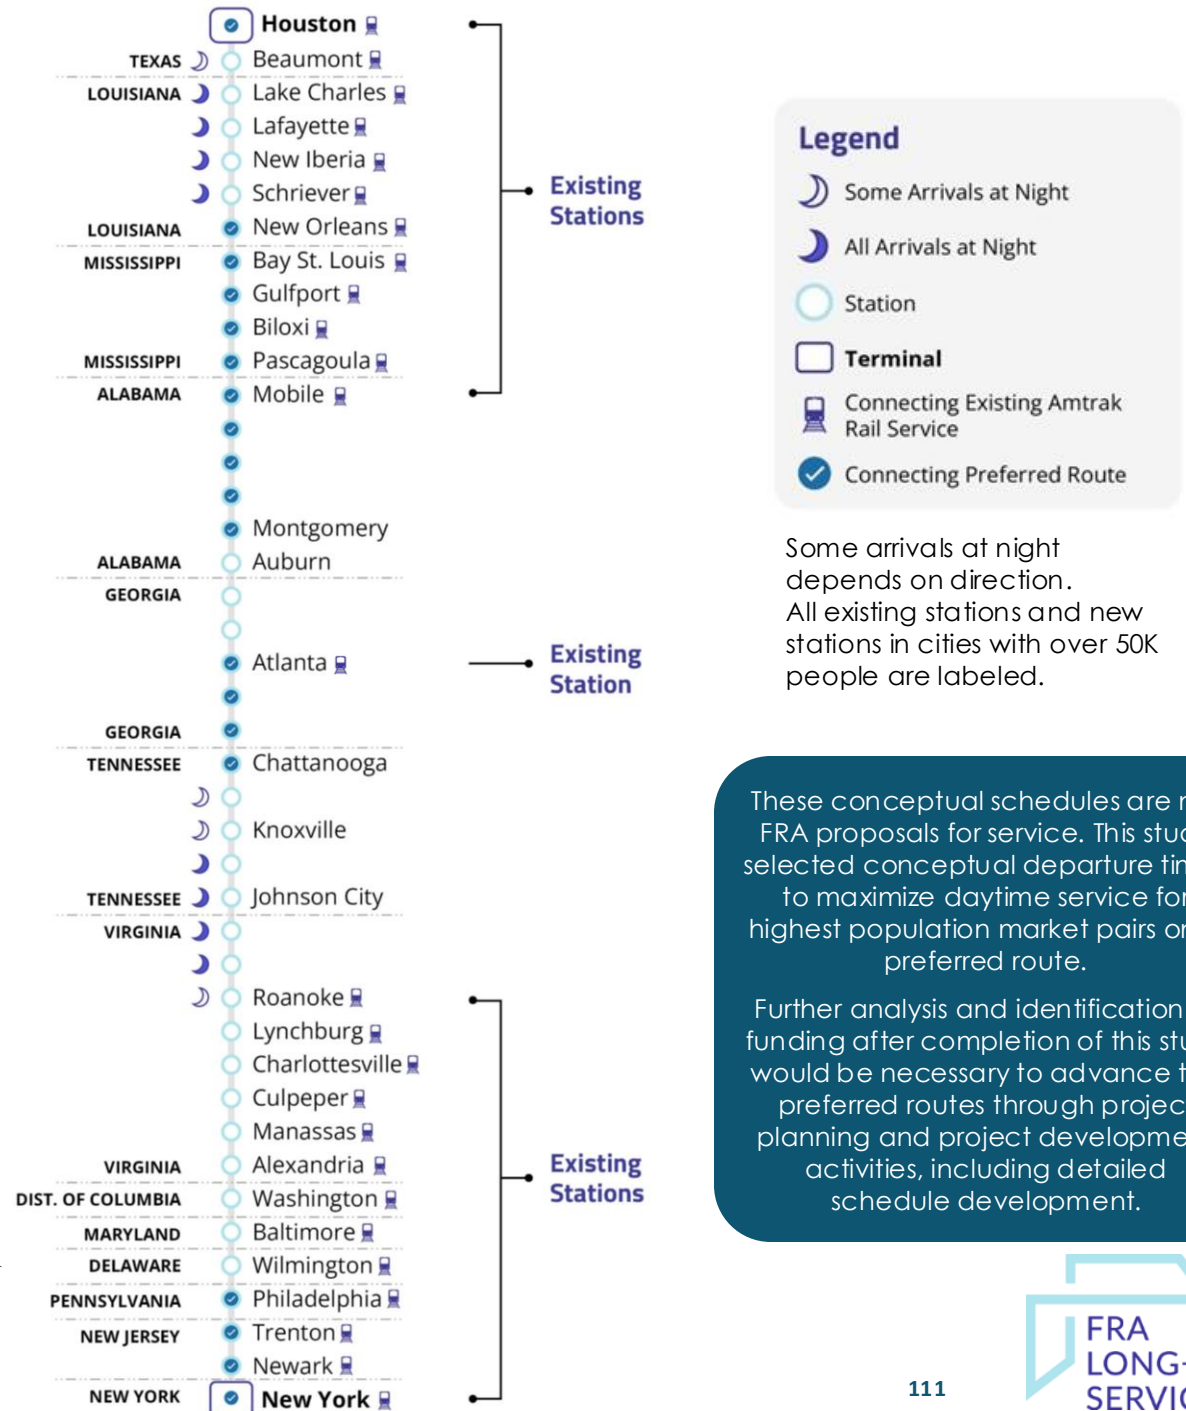 Houston
TEXAS Beaumont
LOUISIANA Lake Charles
Lafayette
New Iberia
Schriever
LOUISIANA New Orleans
MISSISSIPPI Bay St. Louis
Gulfport
Biloxi
MISSISSIPPI Pascagoula
ALABAMA Mobile
Existing
Stations
Montgomery
ALABAMA Auburn
GEORGIA
Atlanta
Existing
Station
GEORGIA
TENNESSEE Chattanooga
Knoxville
TENNESSEE Johnson City
VIRGINIA
Roanoke
Lynchburg
Charlottesville
Culpeper
Manassas
VIRGINIA Alexandria
DIST. OF COLUMBIA Washington
MARYLAND Baltimore
DELAWARE Wilmington
PENNSYLVANIA Philadelphia
NEW JERSEY Trenton
Newark
NEW YORK New York
Existing
Stations
Legend
Some Arrivals at Night
All Arrivals at Night
Station
Terminal
Connecting Existing Amtrak
Rail Service
Connecting Preferred Route
Some arrivals at night
depends on direction.
All existing stations and new
stations in cities with over 50K
people are labeled.
These conceptual schedules are
FRA proposals for service. This
selected conceptual departure
to maximize daytime service for
highest population market pairs
preferred route.
Further analysis and identification
funding after completion of this
would be necessary to advance
preferred routes through
planning and project
activities, including detailed
schedule development.
111
FRA
LONG-